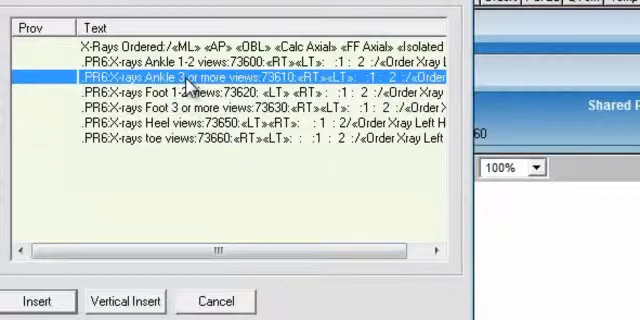 Prov Text
X-Rays Ordered:/«ML» «AP» «OBL» «Calc Axial» «FF Axial» «Isolated
.PR6:X-rays Ankle 1-2 views:73600:«RT»«LT»: :1 : 2 :/«Order Xray L
.PR6:X-rays Ankle 3 or more views:73610:«RT»«LT»: :1 : 2 :/«Order
.PR6:X-rays Foot 1-2 views:73620: «LT» «RT» : :1 : 2 :/«Order Xray
.PR6:X-rays Foot 3 or more views:73630:«RT»«LT»: :1 : 2 :/«Order X
.PR6:X-rays Heel views:73650:«LT»«RT»: : 1 : 2/«Order Xray Left H
.PR6:X-rays toe views:73660:«RT»«LT»: : :1 : 2 :/«Order Xray Left
Shared P
60
100%
Insert Vertical Insert Cancel